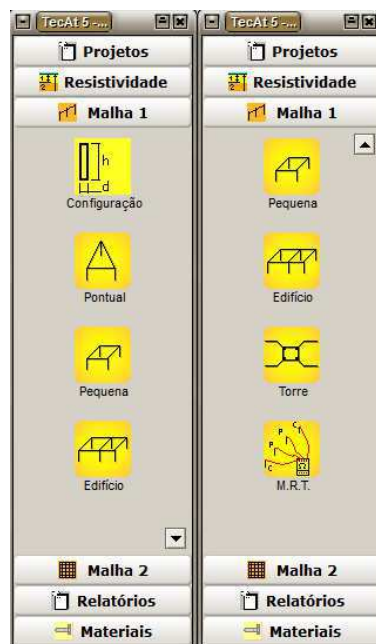 TecAt 5 -...
Projetos
Resistividade
Malha 1
h
d
Configuração
Pontual
Pequena
Edifício
Malha 2
Relatórios
Materiais
TecAt 5 -...
Projetos
Resistividade
Malha 1
Pequena
Edifício
Torre
P
C
P
C
Ω
M.R.T.
Malha 2
Relatórios
Materiais